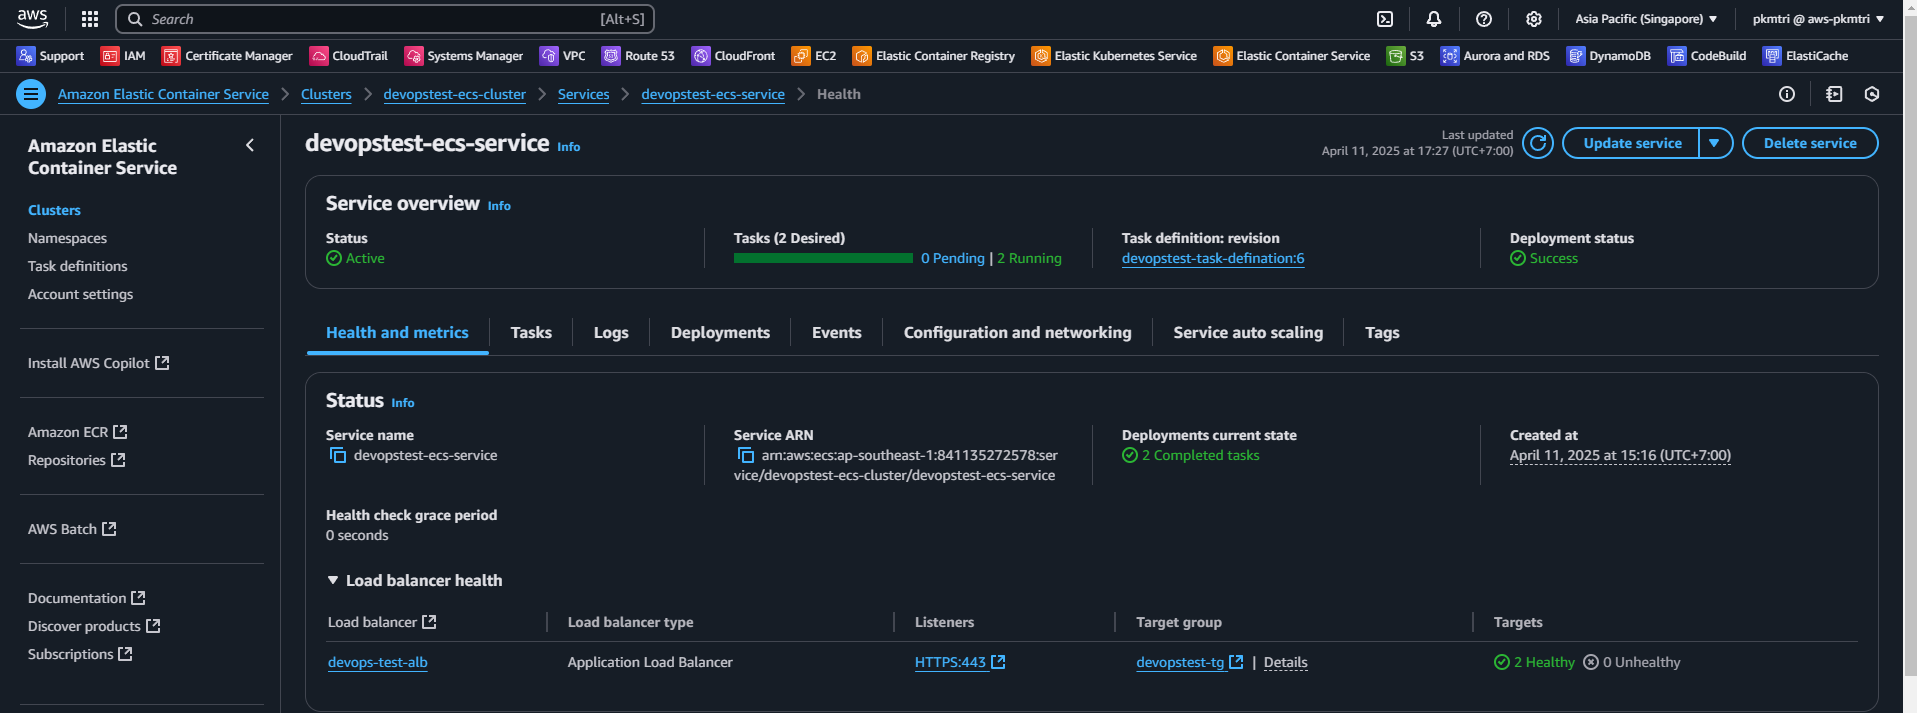 aws
Search [Alt+S]
Asia Pacific (Singapore) pkmtri @ aws-pkmtri
Support IAM Certificate Manager CloudTrail Systems Manager VPC Route 53 CloudFront EC2 Elastic Container Registry Elastic Kubernetes Service Elastic Container Service S3 Aurora and RDS DynamoDB CodeBuild ElastiCache
Amazon Elastic Container Service Clusters devopstest-ecs-cluster Services devopstest-ecs-service Health
Amazon Elastic
Container Service
Clusters
Namespaces
Task definitions
Account settings
Install AWS Copilot
Amazon ECR
Repositories
AWS Batch
Documentation
Discover products
Subscriptions
devopstest-ecs-service Info
Last updated
April 11, 2025 at 17:27 (UTC+7:00)
Update service
Delete service
Service overview Info
Status
Active
Tasks (2 Desired)
0 Pending | 2 Running
Task definition: revision
devopstest-task-defination:6
Deployment status
Success
Health and metrics Tasks Logs Deployments Events Configuration and networking Service auto scaling Tags
Status Info
Service name
devopstest-ecs-service
Service ARN
arn:aws:ecs:ap-southeast-1:841135272578:ser
vice/devopstest-ecs-cluster/devopstest-ecs-service
Deployments current state
2 Completed tasks
Created at
April 11, 2025 at 15:16 (UTC+7:00)
Health check grace period
0 seconds
Load balancer health
Load balancer Load balancer type Listeners Target group Targets
devops-test-alb Application Load Balancer HTTPS:443 devopstest-tg | Details 2 Healthy 0 Unhealthy